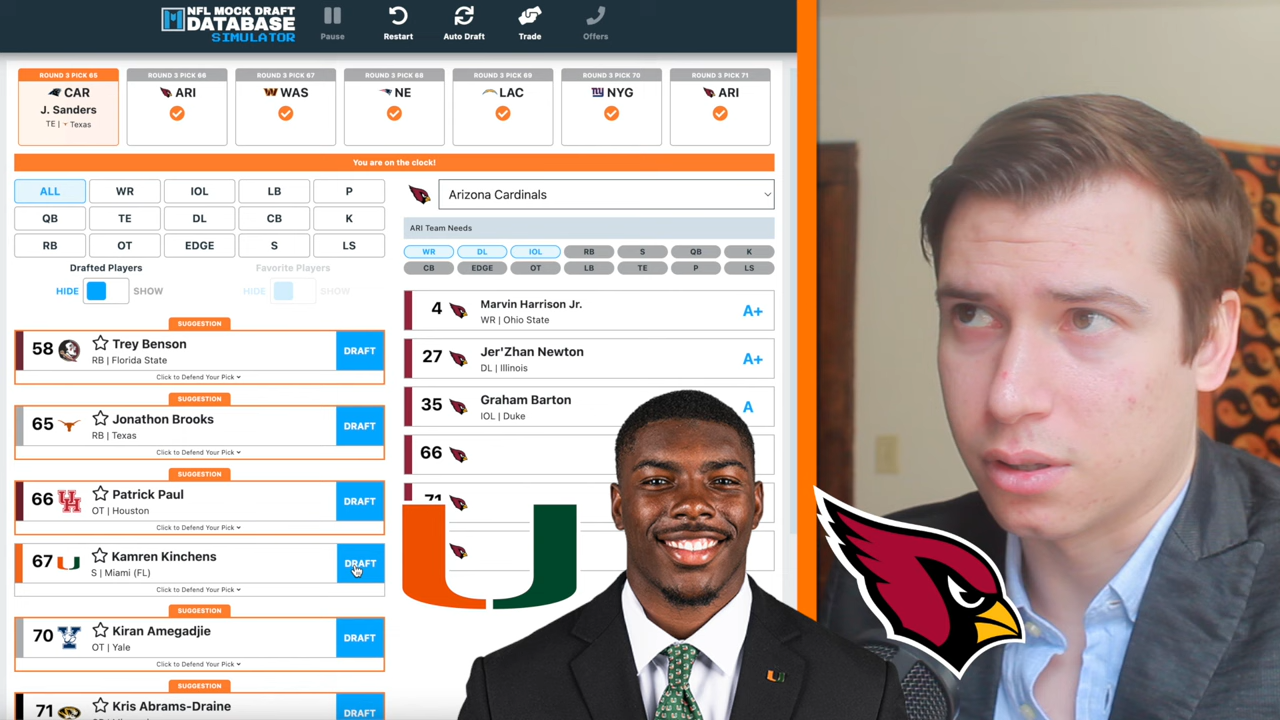 NFL MOCK DRAFT
DATABASE
SIMULATOR
Pause
Restart
Auto Draft
Trade
Offers
ROUND 3 PICK 65
CAR
J. Sanders
TE | Texas
ROUND 3 PICK 66
ARI
ROUND 3 PICK 67
WAS
ROUND 3 PICK 68
NE
ROUND 3 PICK 69
LAC
ROUND 3 PICK 70
NYG
ROUND 3 PICK 71
ARI
You are on the clock!
ALL WR IOL LB P
QB TE DL CB K
RB OT EDGE S LS
Drafted Players
HIDE SHOW
Favorite Players
HIDE SHOW
SUGGESTION
58 Trey Benson
RB | Florida State
DRAFT
Click to Defend Your Pick
SUGGESTION
65 Jonathon Brooks
RB | Texas
DRAFT
Click to Defend Your Pick
SUGGESTION
66 Patrick Paul
OT | Houston
DRAFT
Click to Defend Your Pick
67 Kamren Kinchens
S | Miami (FL)
DRAFT
Click to Defend Your Pick
SUGGESTION
70 Kiran Amegadjie
OT | Yale
DRAFT
Click to Defend Your Pick
SUGGESTION
71 Kris Abrams-Draine
DRAFT
Arizona Cardinals
ARI Team Needs
WR DL IOL RB S QB K
CB EDGE OT LB TE P LS
4 Marvin Harrison Jr.
WR | Ohio State
A+
27 Jer'Zhan Newton
DL | Illinois
A+
35 Graham Barton
IOL | Duke
A
66
71